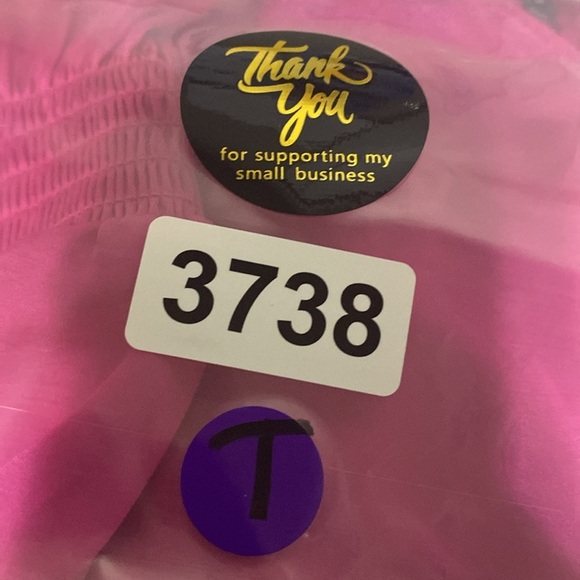 Thank
You
for supporting my
small business
3738
T